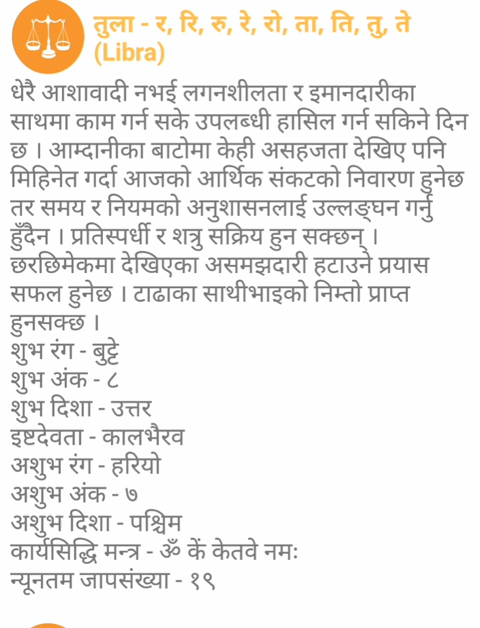 तुला - र, रि, रु, रे, रो, ता, ति, तु, ते
(Libra)
धेरै आशावादी नभई लगनशीलता र इमानदारीका
साथमा काम गर्न सके उपलब्धी हासिल गर्न सकिने दिन
छ । आम्दानीका बाटोमा केही असहजता देखिए पनि
मिहिनेत गर्दा आजको आर्थिक संकटको निवारण हुनेछ
तर समय र नियमको अनुशासनलाई उल्लङ्घन गर्नु
हुँदैन । प्रतिस्पर्धी र शत्रु सक्रिय हुन सक्छन् ।
छरछिमेकमा देखिएका असमझदारी हटाउने प्रयास
सफल हुनेछ । टाढाका साथीभाइको निम्तो प्राप्त
हुनसक्छ ।
शुभ रंग - बुट्टे
शुभ अंक - ८
शुभ दिशा - उत्तर
इष्टदेवता - कालभैरव
अशुभ रंग - हरियो
अशुभ अंक - ७
अशुभ दिशा - पश्चिम
कार्यसिद्धि मन्त्र - ॐ कें केतवे नमः
न्यूनतम जापसंख्या - १९